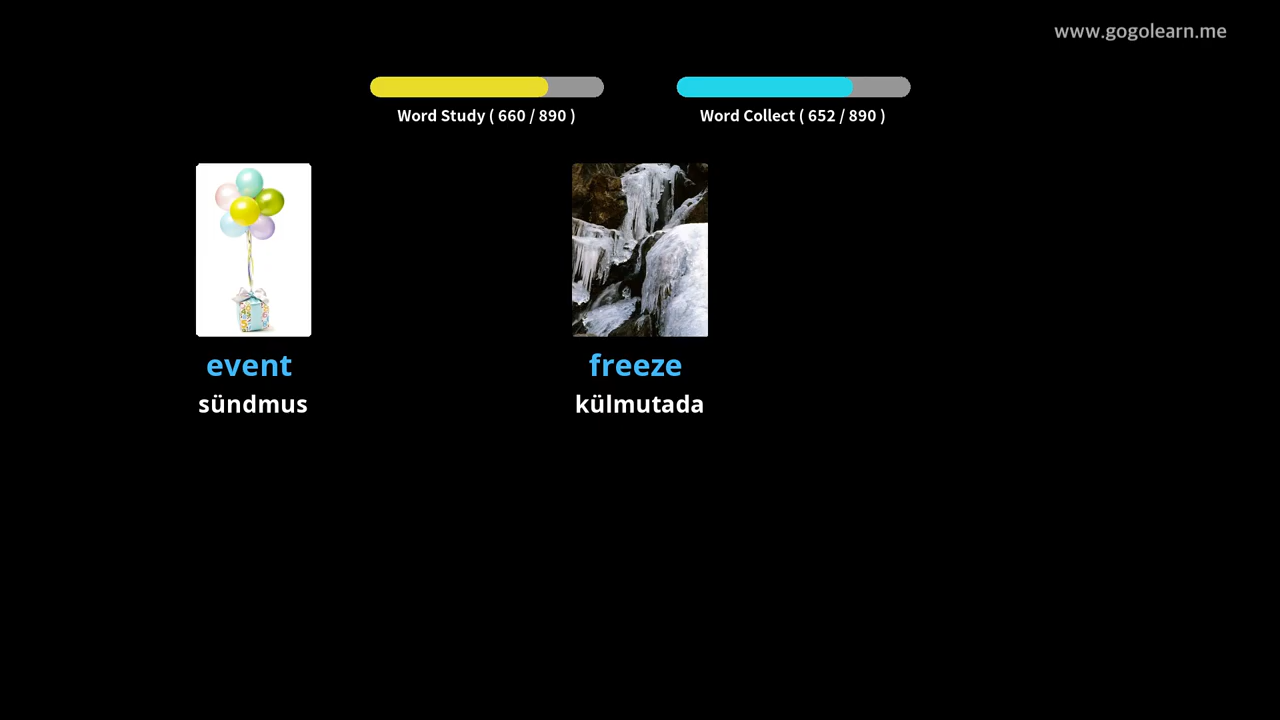 www.gogolearn.me
Word Study ( 660 / 890 )
Word Collect ( 652 / 890 )
event
sündmus
freeze
külmutada